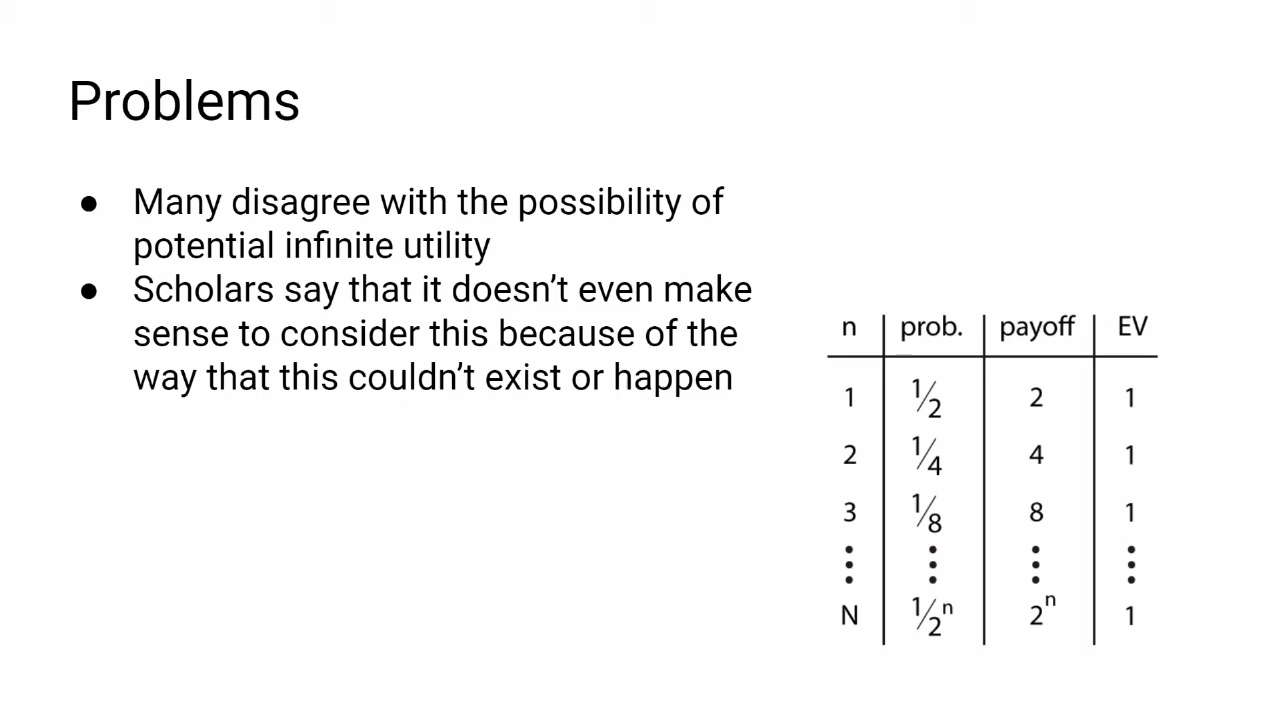 Problems
● Many disagree with the possibility of
potential infinite utility
● Scholars say that it doesn’t even make
sense to consider this because of the
way that this couldn’t exist or happen
n prob. payoff EV
1 1/2 2 1
2 1/4 4 1
3 1/8 8 1
⋮ ⋮ ⋮ ⋮
N 1/2ⁿ 2ⁿ 1